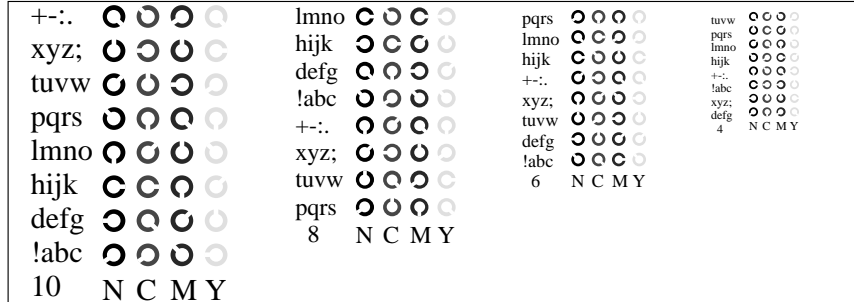 +-:.
xyz;
tuvw
pqrs
lmno
hijk
defg
!abc
10 N C M Y
lmno
hijk
defg
!abc
+-:.
xyz;
tuvw
pqrs
8 N C M Y
pqrs
lmno
hijk
+-:.
xyz;
tuvw
defg
!abc
6 N C M Y
tuvw
pqrs
lmno
hijk
+-:.
!abc
xyz;
defg
4 N C M Y